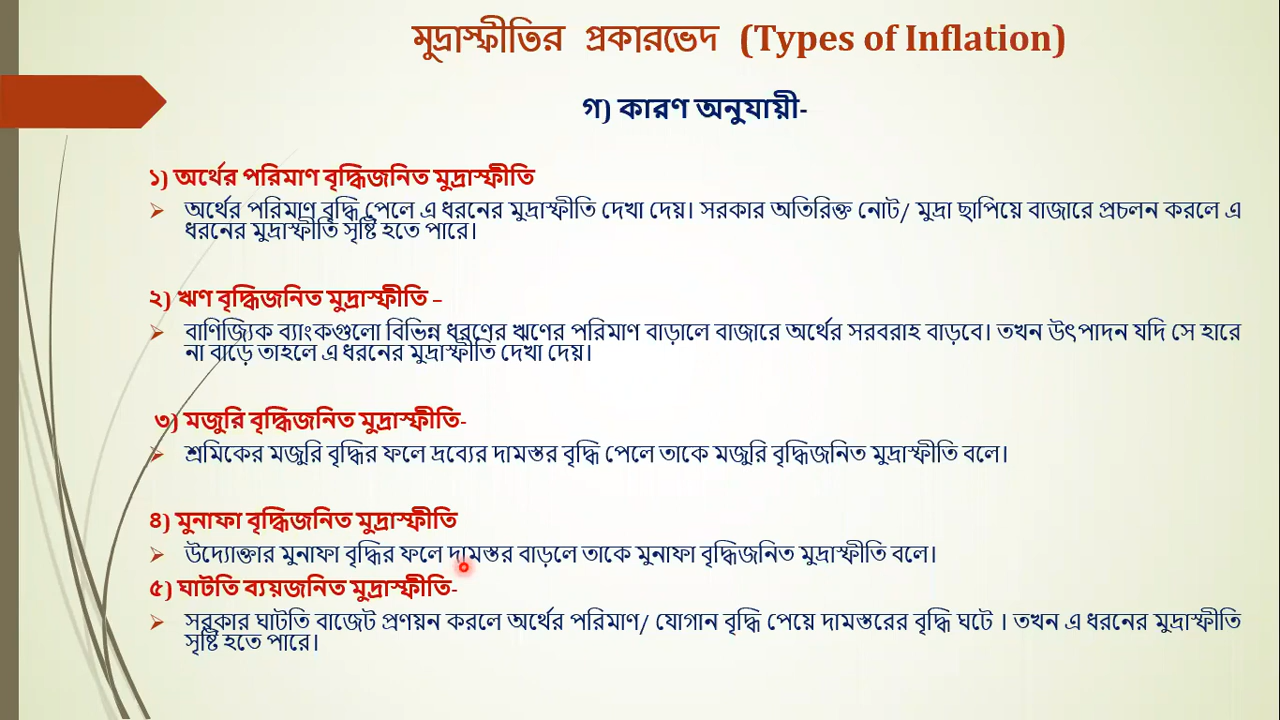 মুদ্রাস্ফীতির প্রকারভেদ (Types of Inflation)
গ) কারণ অনুযায়ী-
১) অর্থের পরিমাণ বৃদ্ধিজনিত মুদ্রাস্ফীতি
➢ অর্থের পরিমাণ বৃদ্ধি পেলে এ ধরনের মুদ্রাস্ফীতি দেখা দেয়। সরকার অতিরিক্ত নোট/ মুদ্রা ছাপিয়ে বাজারে প্রচলন করলে এ
ধরনের মুদ্রাস্ফীতি সৃষ্টি হতে পারে।
২) ঋণ বৃদ্ধিজনিত মুদ্রাস্ফীতি –
➢ বাণিজ্যিক ব্যাংকগুলো বিভিন্ন ধরণের ঋণের পরিমাণ বাড়ালে বাজারে অর্থের সরবরাহ বাড়বে। তখন উৎপাদন যদি সে হারে
না বাড়ে তাহলে এ ধরনের মুদ্রাস্ফীতি দেখা দেয়।
৩) মজুরি বৃদ্ধিজনিত মুদ্রাস্ফীতি-
➢ শ্রমিকের মজুরি বৃদ্ধির ফলে দ্রব্যের দামস্তর বৃদ্ধি পেলে তাকে মজুরি বৃদ্ধিজনিত মুদ্রাস্ফীতি বলে।
৪) মুনাফা বৃদ্ধিজনিত মুদ্রাস্ফীতি
➢ উদ্যোক্তার মুনাফা বৃদ্ধির ফলে দামস্তর বাড়লে তাকে মুনাফা বৃদ্ধিজনিত মুদ্রাস্ফীতি বলে।
৫) ঘাটতি ব্যয়জনিত মুদ্রাস্ফীতি-
➢ সরকার ঘাটতি বাজেট প্রণয়ন করলে অর্থের পরিমাণ/ যোগান বৃদ্ধি পেয়ে দামস্তরের বৃদ্ধি ঘটে । তখন এ ধরনের মুদ্রাস্ফীতি
সৃষ্টি হতে পারে।